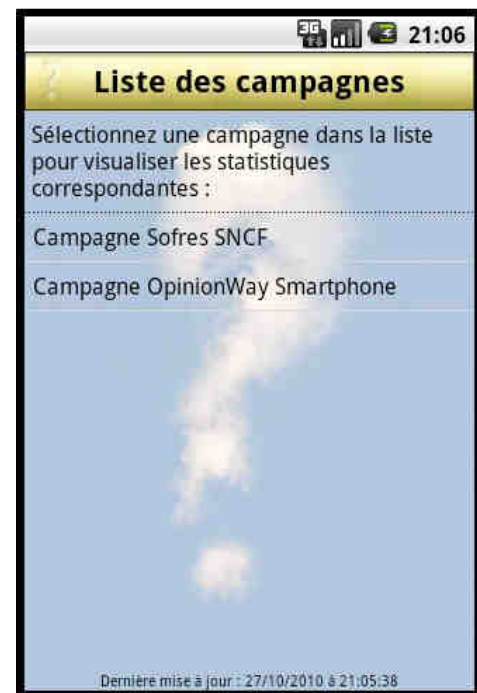 3G 21:06
Liste des campagnes
Sélectionnez une campagne dans la liste
pour visualiser les statistiques
correspondantes :
Campagne Sofres SNCF
Campagne OpinionWay Smartphone
Dernière mise à jour : 27/10/2010 à 21:05:38